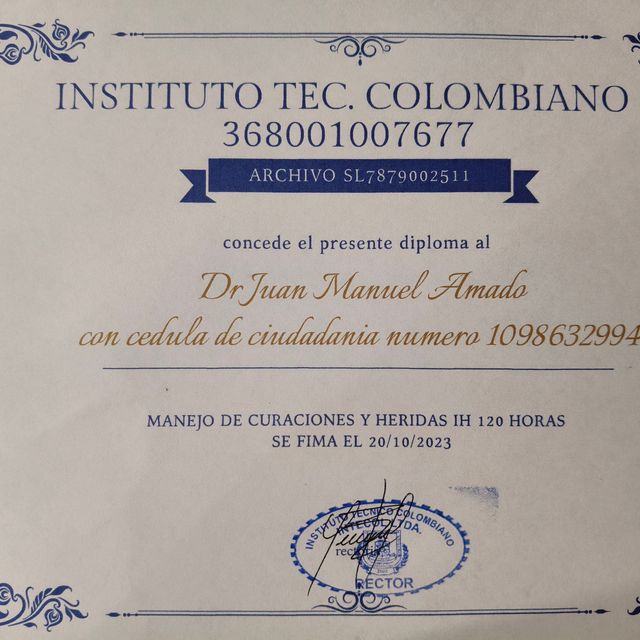 INSTITUTO TEC. COLOMBIANO
368001007677
ARCHIVO SL7879002511
concede el presente diploma al
Dr Juan Manuel Amado
con cedula de ciudadania numero 1098632994
MANEJO DE CURACIONES Y HERIDAS IH 120 HORAS
SE FIMA EL 20/10/2023
INSTITUTO TECNICO COLOMBIANO
INTECOL LTDA.
RECTOR